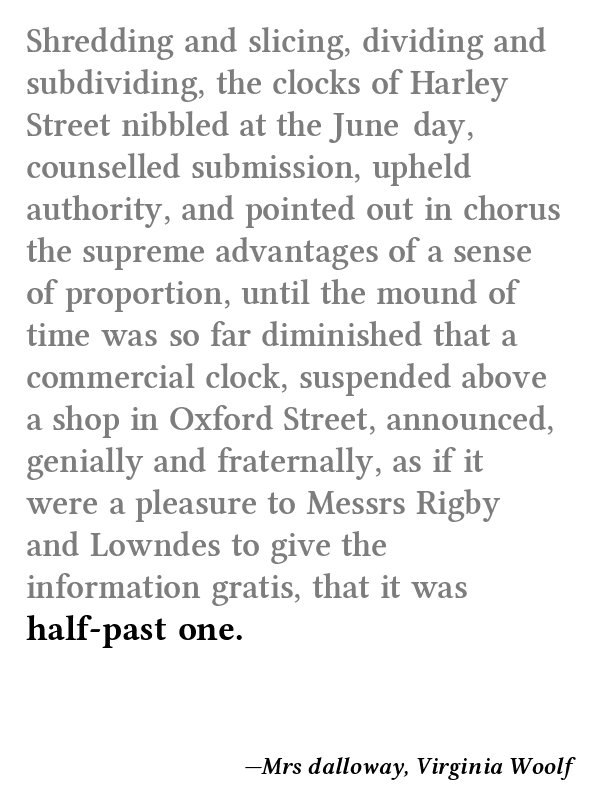 Shredding and slicing, dividing and
subdividing, the clocks of Harley
Street nibbled at the June day,
counselled submission, upheld
authority, and pointed out in chorus
the supreme advantages of a sense
of proportion, until the mound of
time was so far diminished that a
commercial clock, suspended above
a shop in Oxford Street, announced,
genially and fraternally, as if it
were a pleasure to Messrs Rigby
and Lowndes to give the
information gratis, that it was
half-past one.
—Mrs dalloway, Virginia Woolf